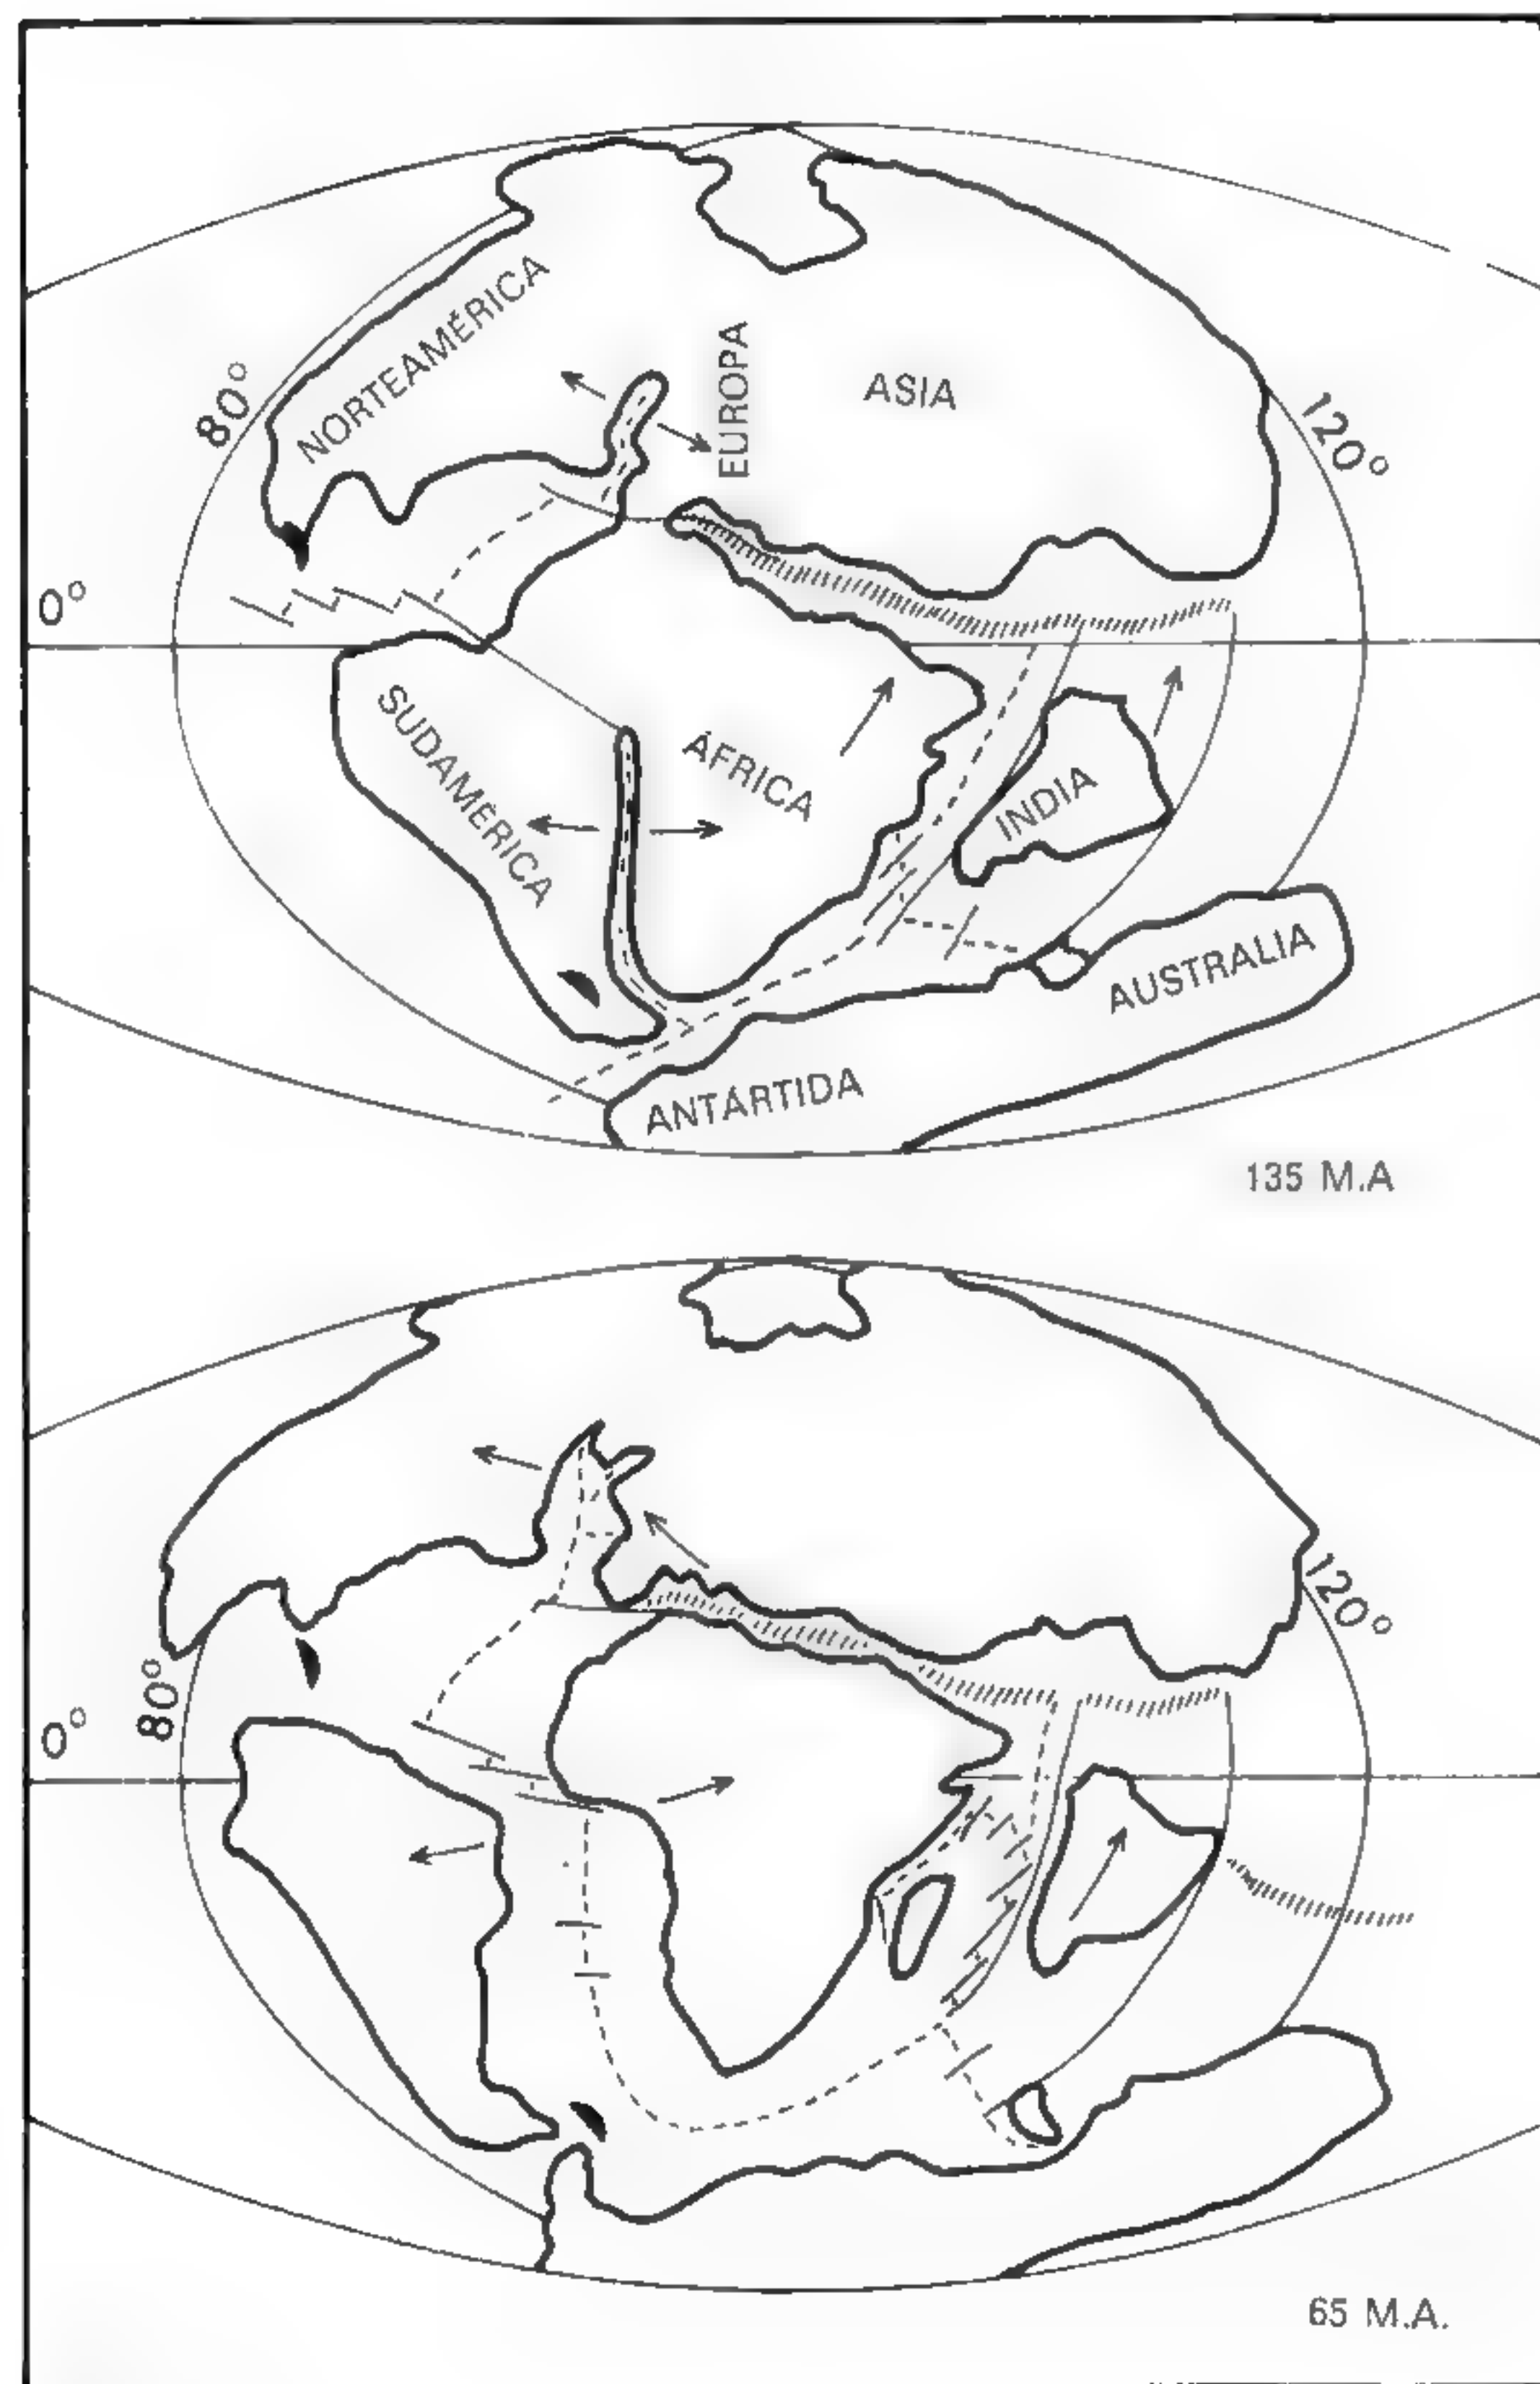 NORTEAMÉRICA
EUROPA
ASIA
80°
120°
0°
SUDAMÉRICA
ÁFRICA
INDIA
AUSTRALIA
ANTÁRTIDA
135 M.A
120°
80°
0°
65 M.A.